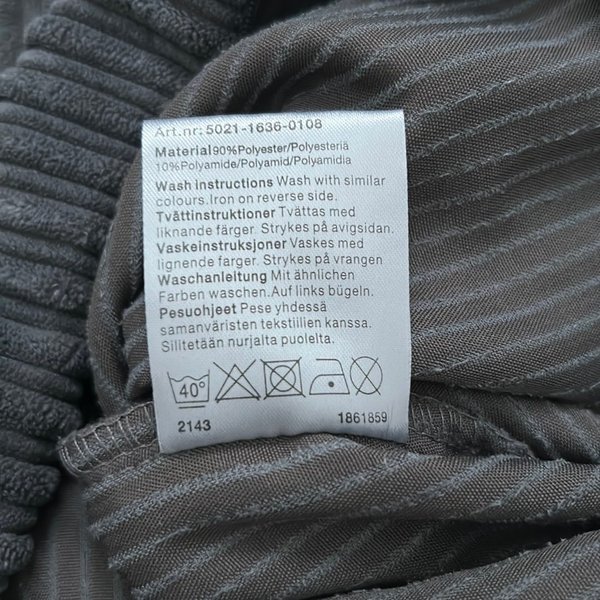 Art.nr: 5021-1636-0108
Material90%Polyester/Polyesteriä
10%Polyamide/Polyamid/Polyamidia
Wash instructions Wash with similar
colours.Iron on reverse side.
Tvättinstruktioner Tvättas med
liknande färger. Strykes på avigsidan.
Vaskeinstruksjoner Vaskes med
lignende farger. Strykes på vrangen
Waschanleitung Mit ähnlichen
Farben waschen.Auf links bügeln.
Pesuohjeet Pese yhdessä
samanväristen tekstiilien kanssa.
Silitetään nurjalta puolelta.
40°
2143 1861859